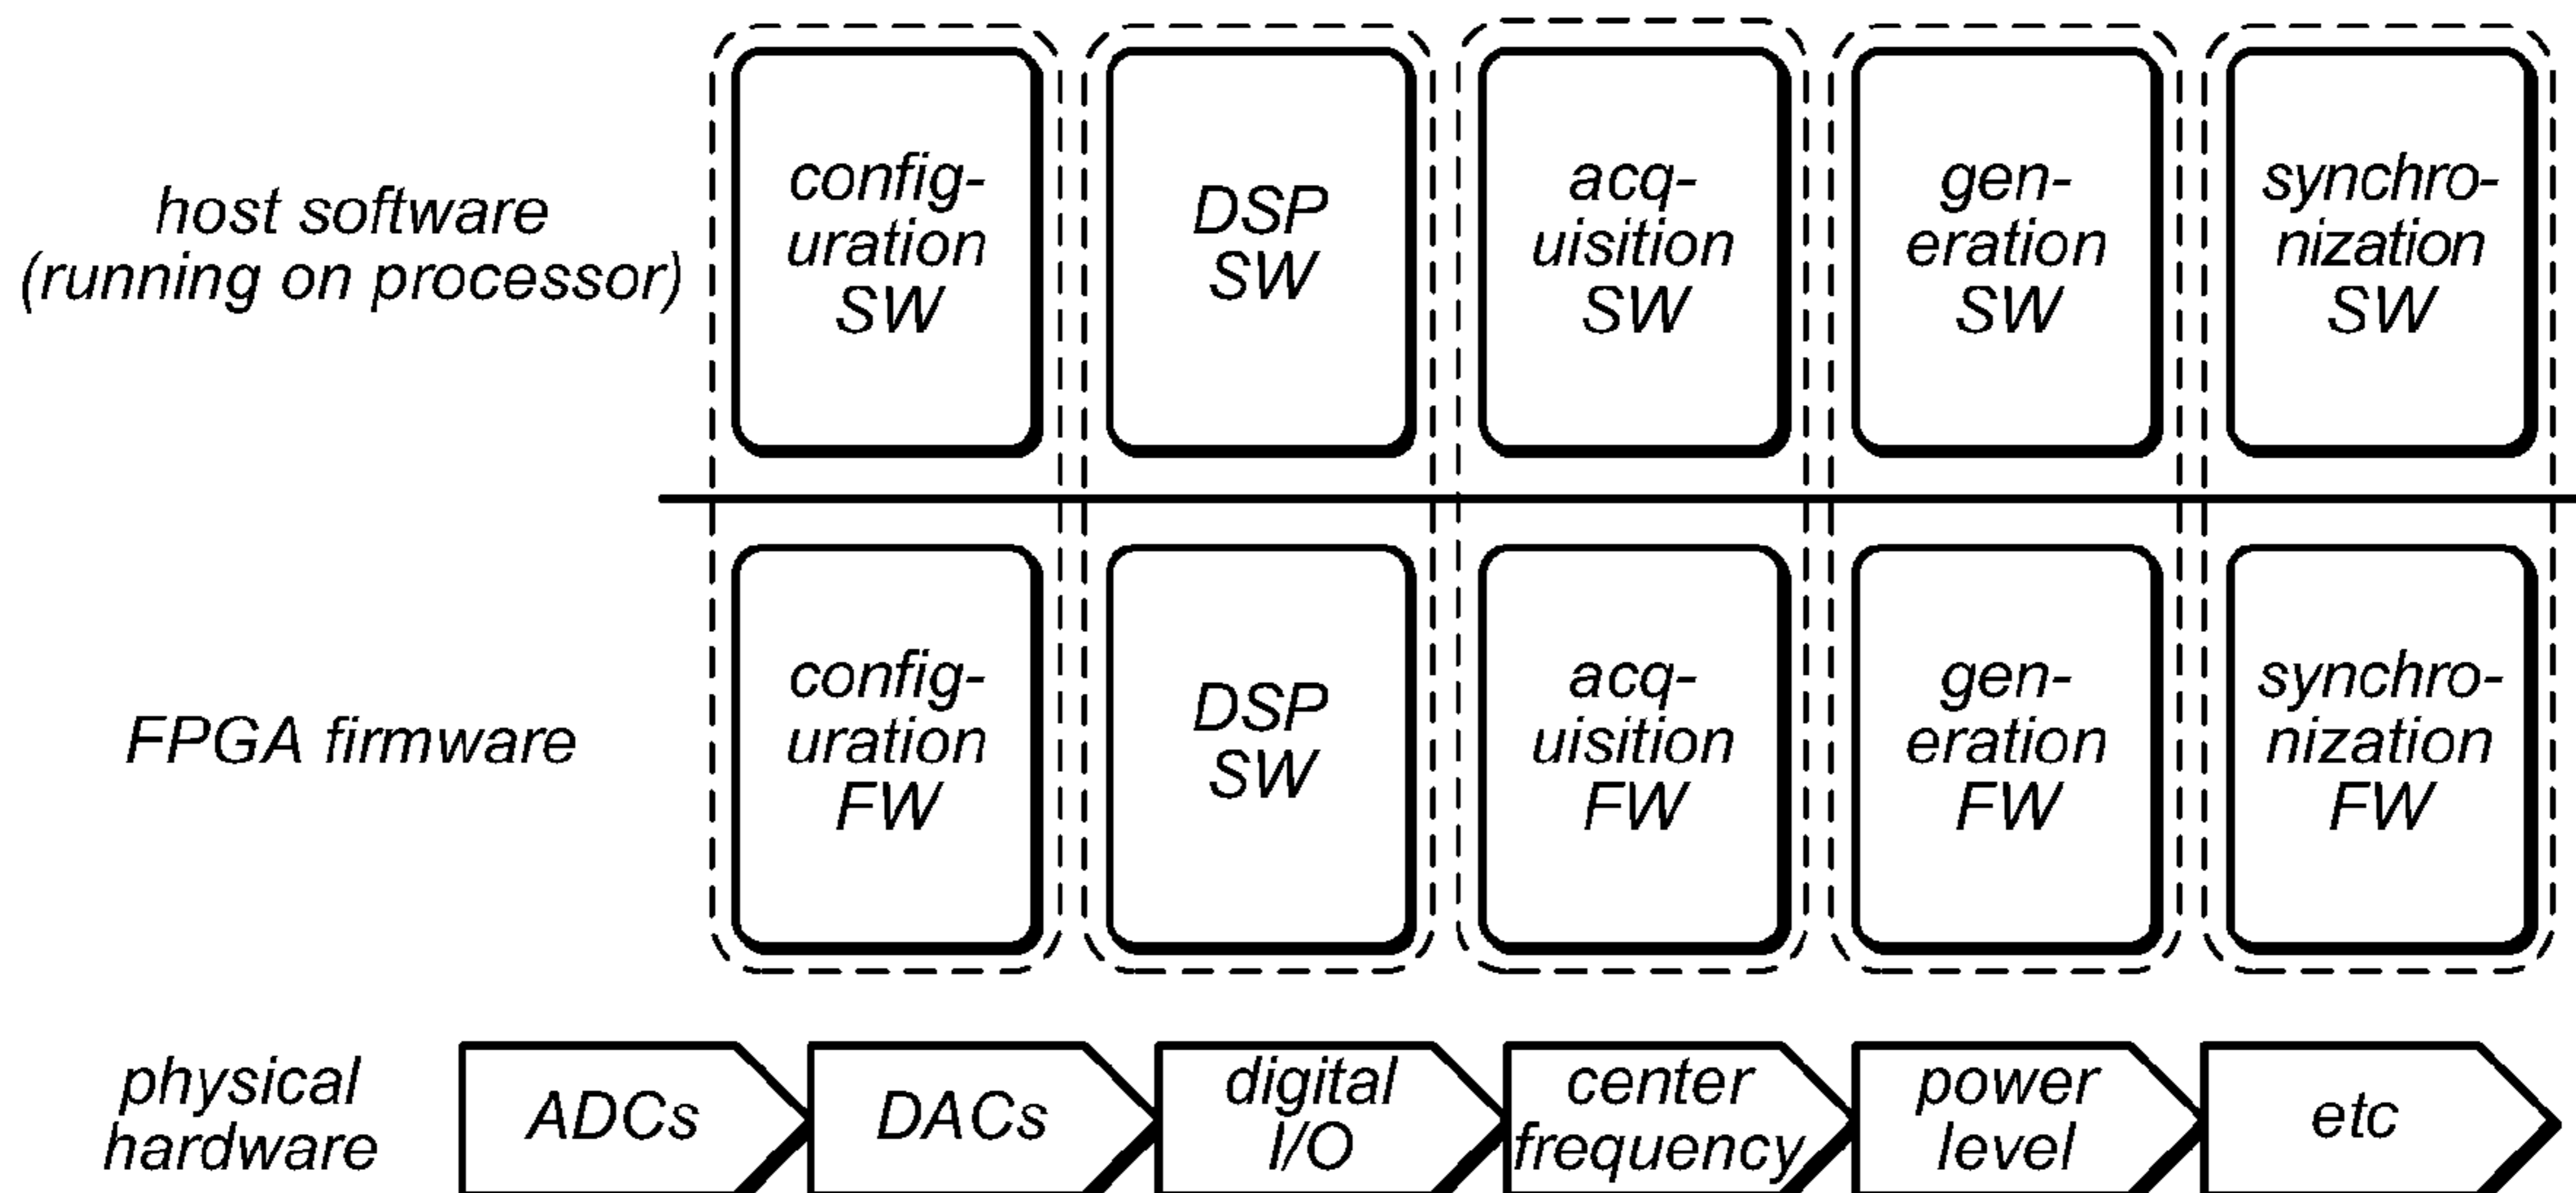 host software
(running on processor)
config-
uration
SW
DSP
SW
acq-
uisition
SW
gen-
eration
SW
synchro-
nization
SW
FPGA firmware
config-
uration
FW
DSP
SW
acq-
uisition
FW
gen-
eration
FW
synchro-
nization
FW
physical
hardware
ADCs
DACs
digital
I/O
center
frequency
power
level
etc